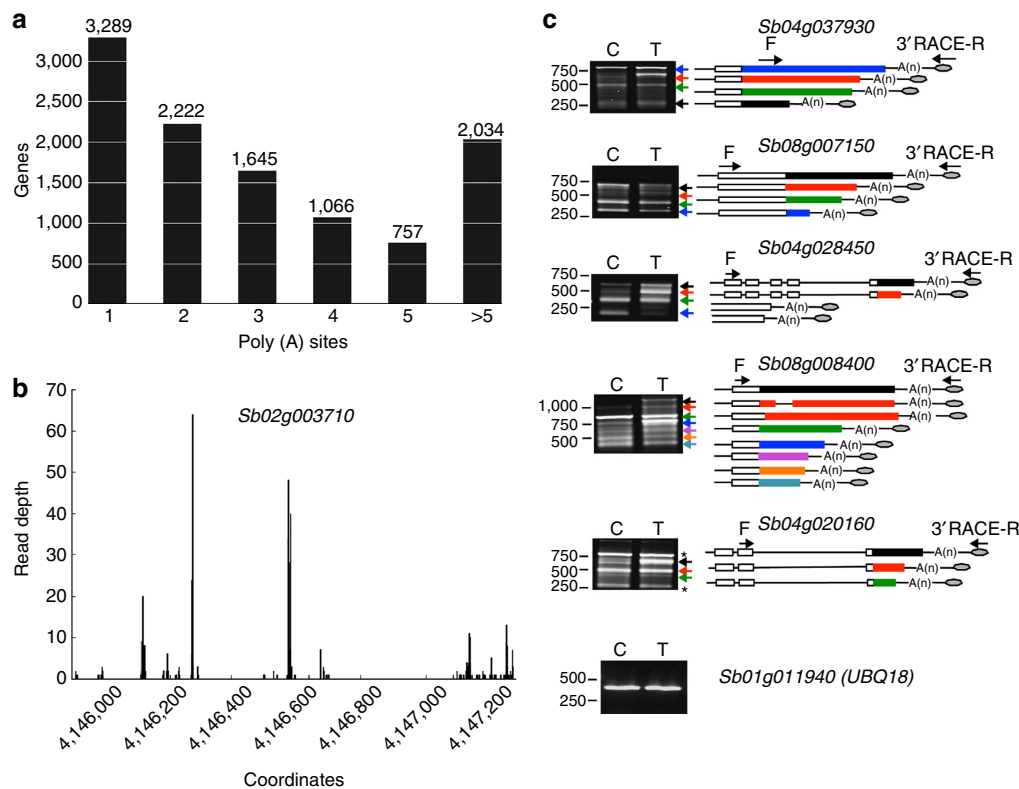 a
3,289
3,000
2,500
2,222
2,034
2,000
1,645
1,500
1,066
1,000
757
500
0
Genes
1 2 3 4 5 >5
Poly (A) sites
b
Sb02g003710
70
60
50
40
30
20
10
0
Read depth
4,146,000 4,146,200 4,146,400 4,146,600 4,146,800 4,147,000 4,147,200
Coordinates
c
Sb04g037930
C T F 3′RACE-R
750
500
250
A(n)
A(n)
A(n)
A(n)
Sb08g007150
C T F 3′RACE-R
750
500
250
A(n)
A(n)
A(n)
A(n)
Sb04g028450
C T F 3′RACE-R
750
500
250
A(n)
A(n)
A(n)
A(n)
Sb08g008400
C T F 3′RACE-R
1,000
750
500
A(n)
A(n)
A(n)
A(n)
A(n)
A(n)
A(n)
A(n)
Sb04g020160
C T F 3′RACE-R
750 *
500
250 *
A(n)
A(n)
A(n)
C T
500
250
Sb01g011940 (UBQ18)